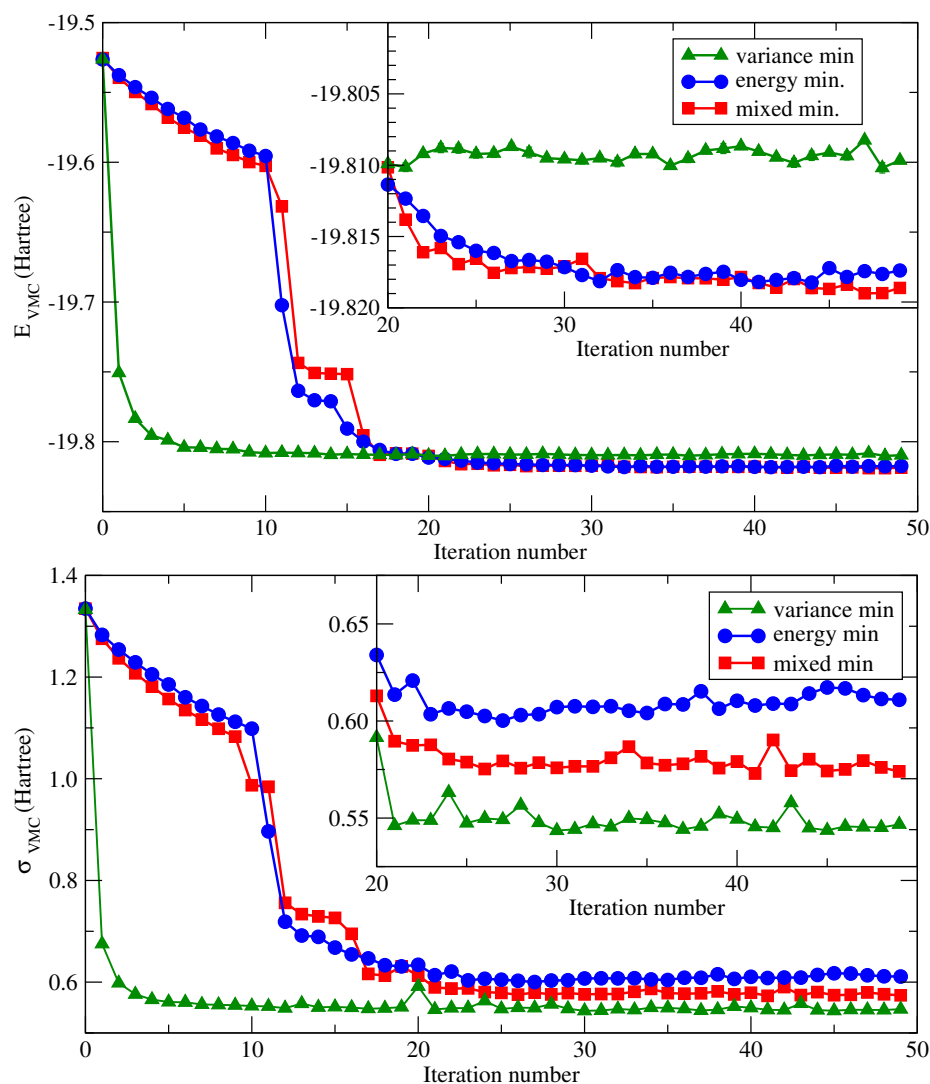 -19.5
-19.6
-19.7
-19.8
E VMC (Hartree)
0
10
20
30
40
50
Iteration number
-19.805
-19.810
-19.815
-19.820
20
30
40
Iteration number
variance min
energy min.
mixed min.
1.4
1.2
1.0
0.8
0.6
σ VMC (Hartree)
0
10
20
30
40
50
Iteration number
0.65
0.60
0.55
20
30
40
Iteration number
variance min
energy min
mixed min